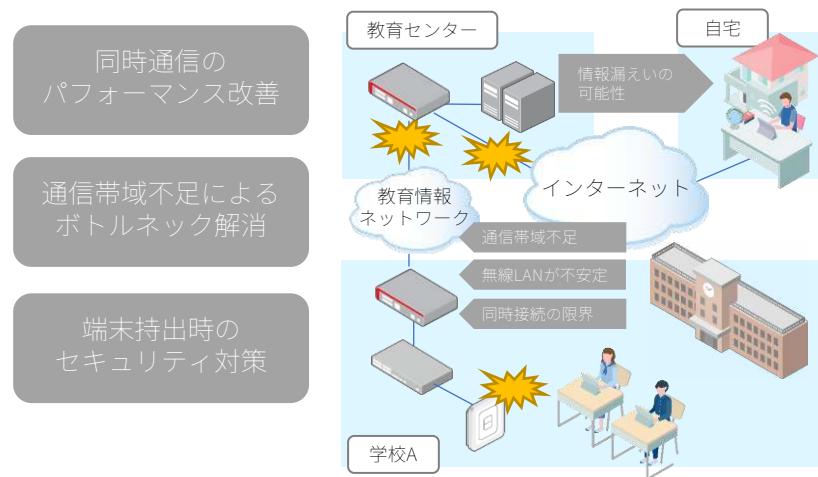 同時通信の
パフォーマンス改善
通信帯域不足による
ボトルネック解消
端末持出時の
セキュリティ対策
教育センター
自宅
情報漏えいの
可能性
教育情報
ネットワーク
インターネット
通信帯域不足
無線LANが不安定
同時接続の限界
学校A